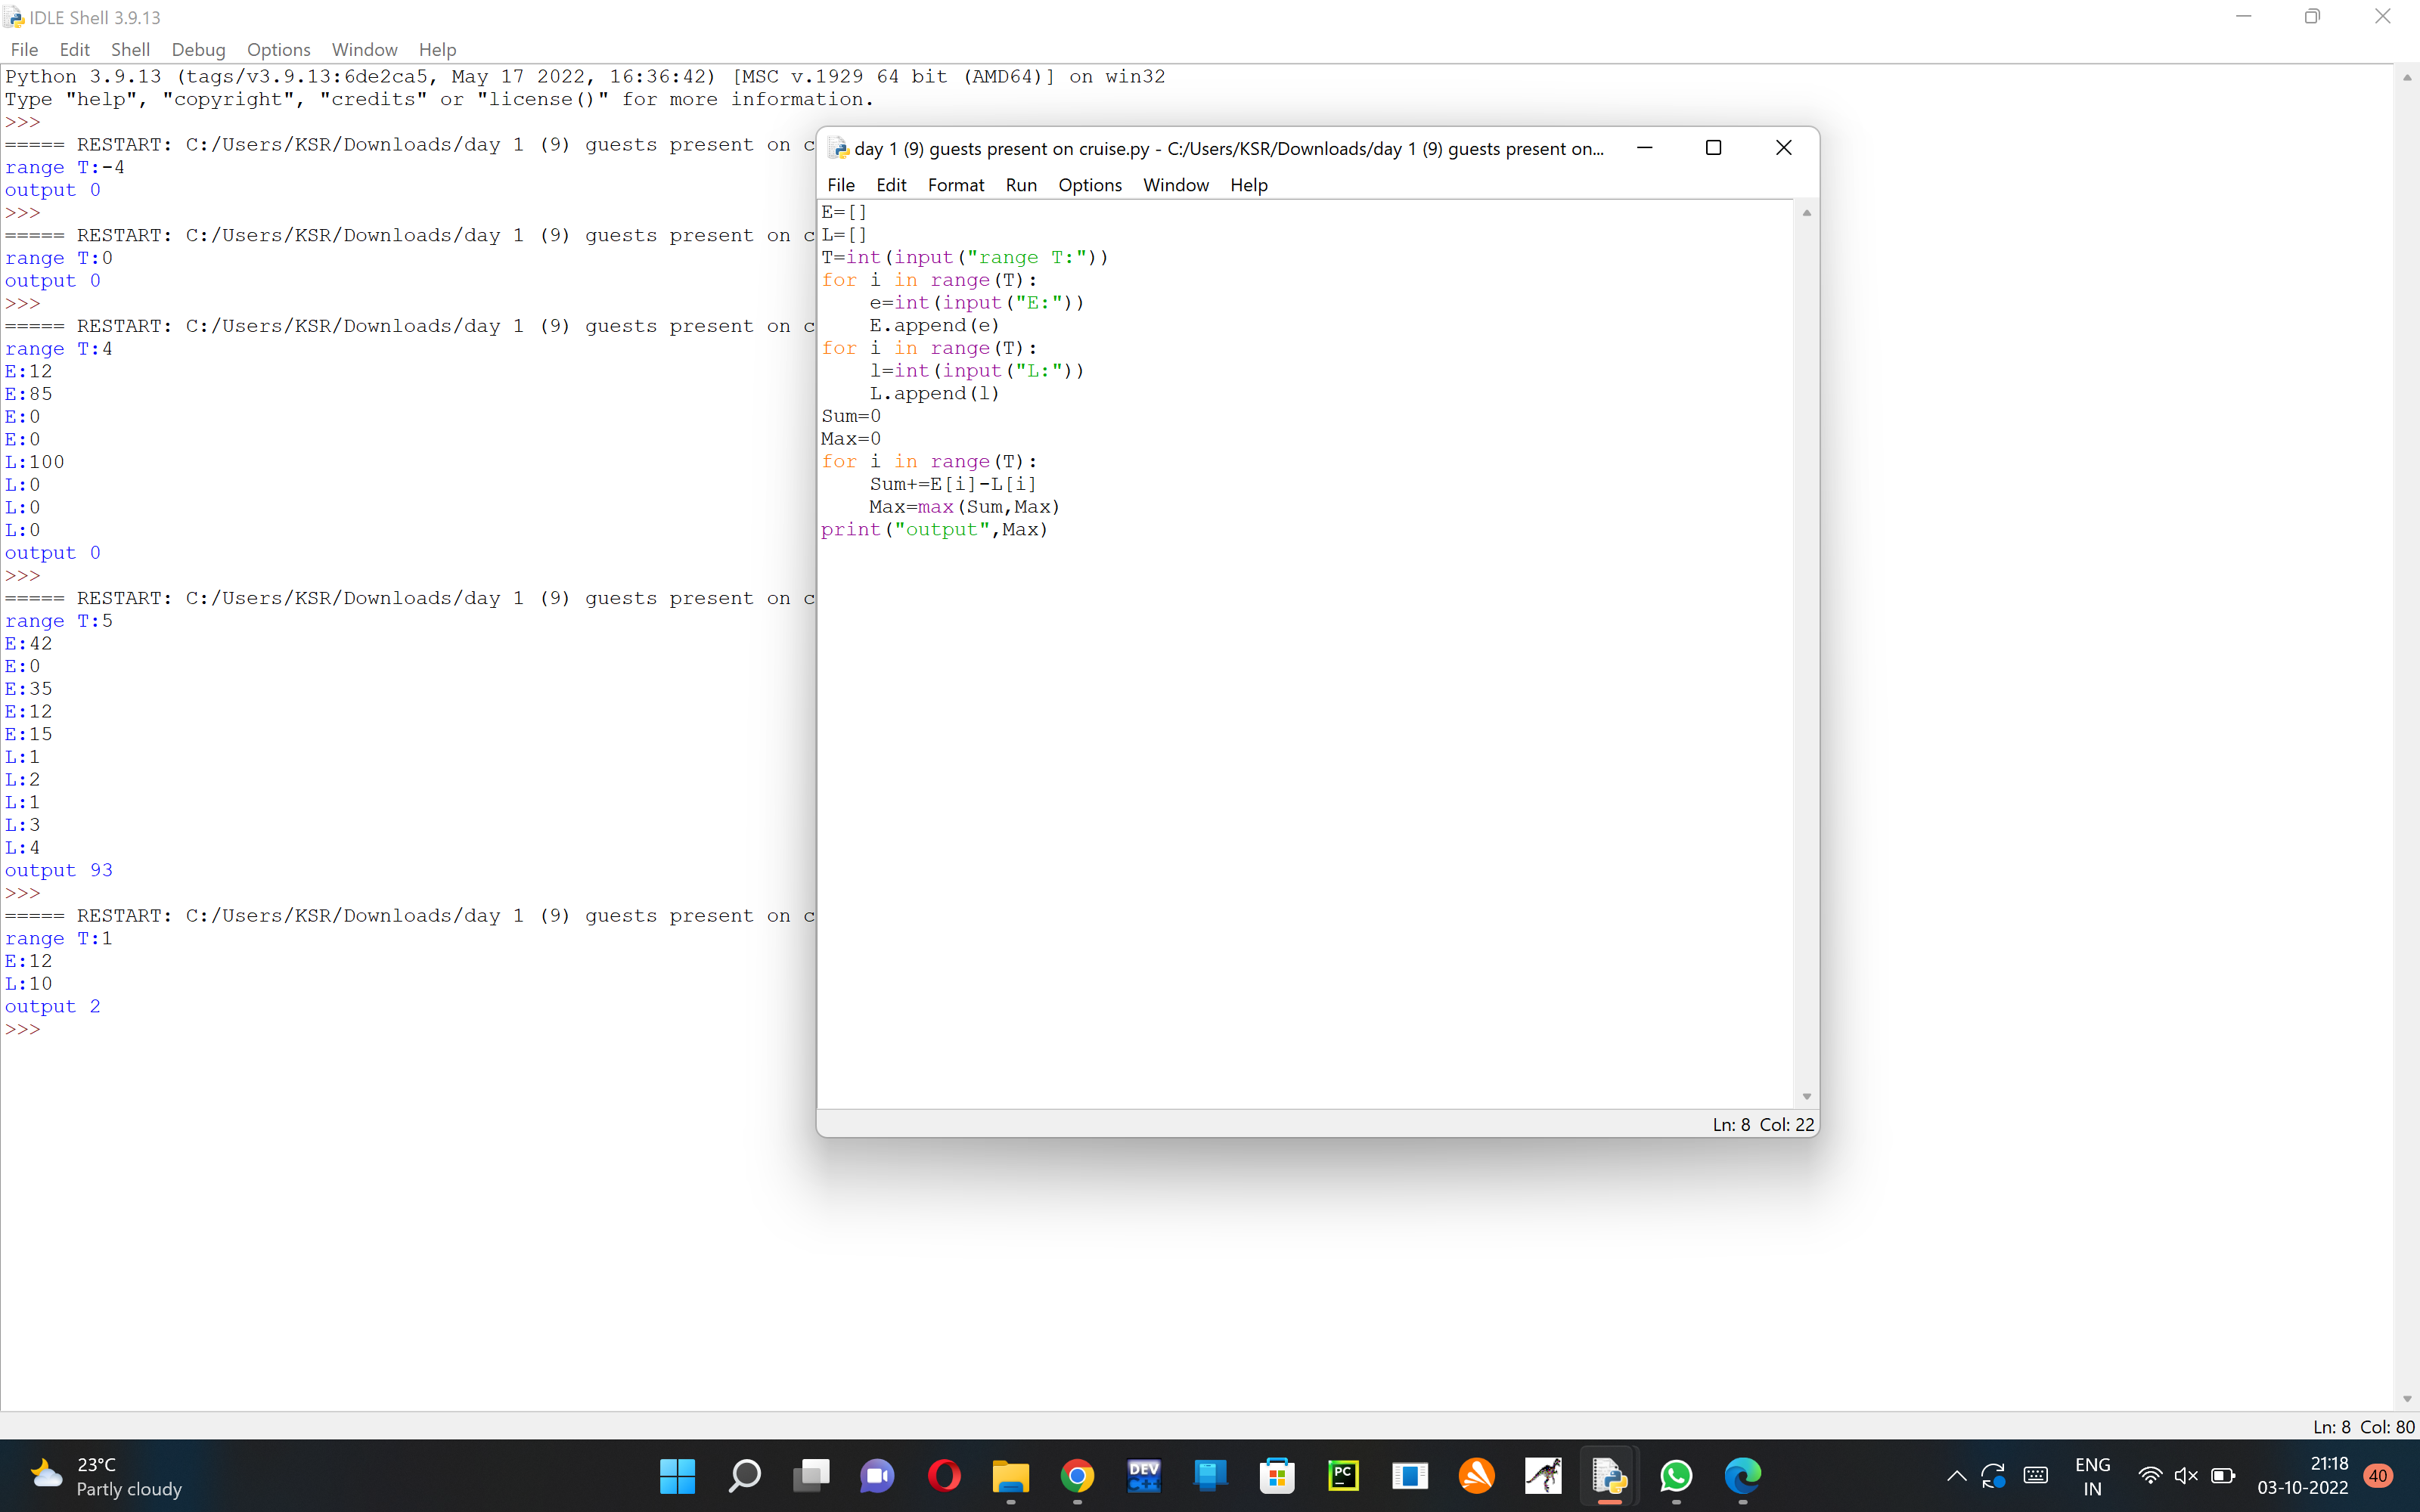 IDLE Shell 3.9.13
File Edit Shell Debug Options Window Help
Python 3.9.13 (tags/v3.9.13:6de2ca5, May 17 2022, 16:36:42) [MSC v.1929 64 bit (AMD64)] on win32
Type "help", "copyright", "credits" or "license()" for more information.
>>>
===== RESTART: C:/Users/KSR/Downloads/day 1 (9) guests present on c
range T:-4
output 0
>>>
===== RESTART: C:/Users/KSR/Downloads/day 1 (9) guests present on c
range T:0
output 0
>>>
===== RESTART: C:/Users/KSR/Downloads/day 1 (9) guests present on c
range T:4
E:12
E:85
E:0
E:0
L:100
L:0
L:0
L:0
output 0
>>>
===== RESTART: C:/Users/KSR/Downloads/day 1 (9) guests present on c
range T:5
E:42
E:0
E:35
E:12
E:15
L:1
L:2
L:1
L:3
L:4
output 93
>>>
===== RESTART: C:/Users/KSR/Downloads/day 1 (9) guests present on c
range T:1
E:12
L:10
output 2
>>>
day 1 (9) guests present on cruise.py - C:/Users/KSR/Downloads/day 1 (9) guests present on...
File Edit Format Run Options Window Help
E=[]
L=[]
T=int(input("range T:"))
for i in range(T):
    e=int(input("E:"))
    E.append(e)
for i in range(T):
    l=int(input("L:"))
    L.append(l)
Sum=0
Max=0
for i in range(T):
    Sum+=E[i]-L[i]
    Max=max(Sum,Max)
print("output",Max)
Ln: 8 Col: 22
Ln: 8 Col: 80
23°C
Partly cloudy
DEV
C++
PC
ENG
IN
21:18
03-10-2022
40